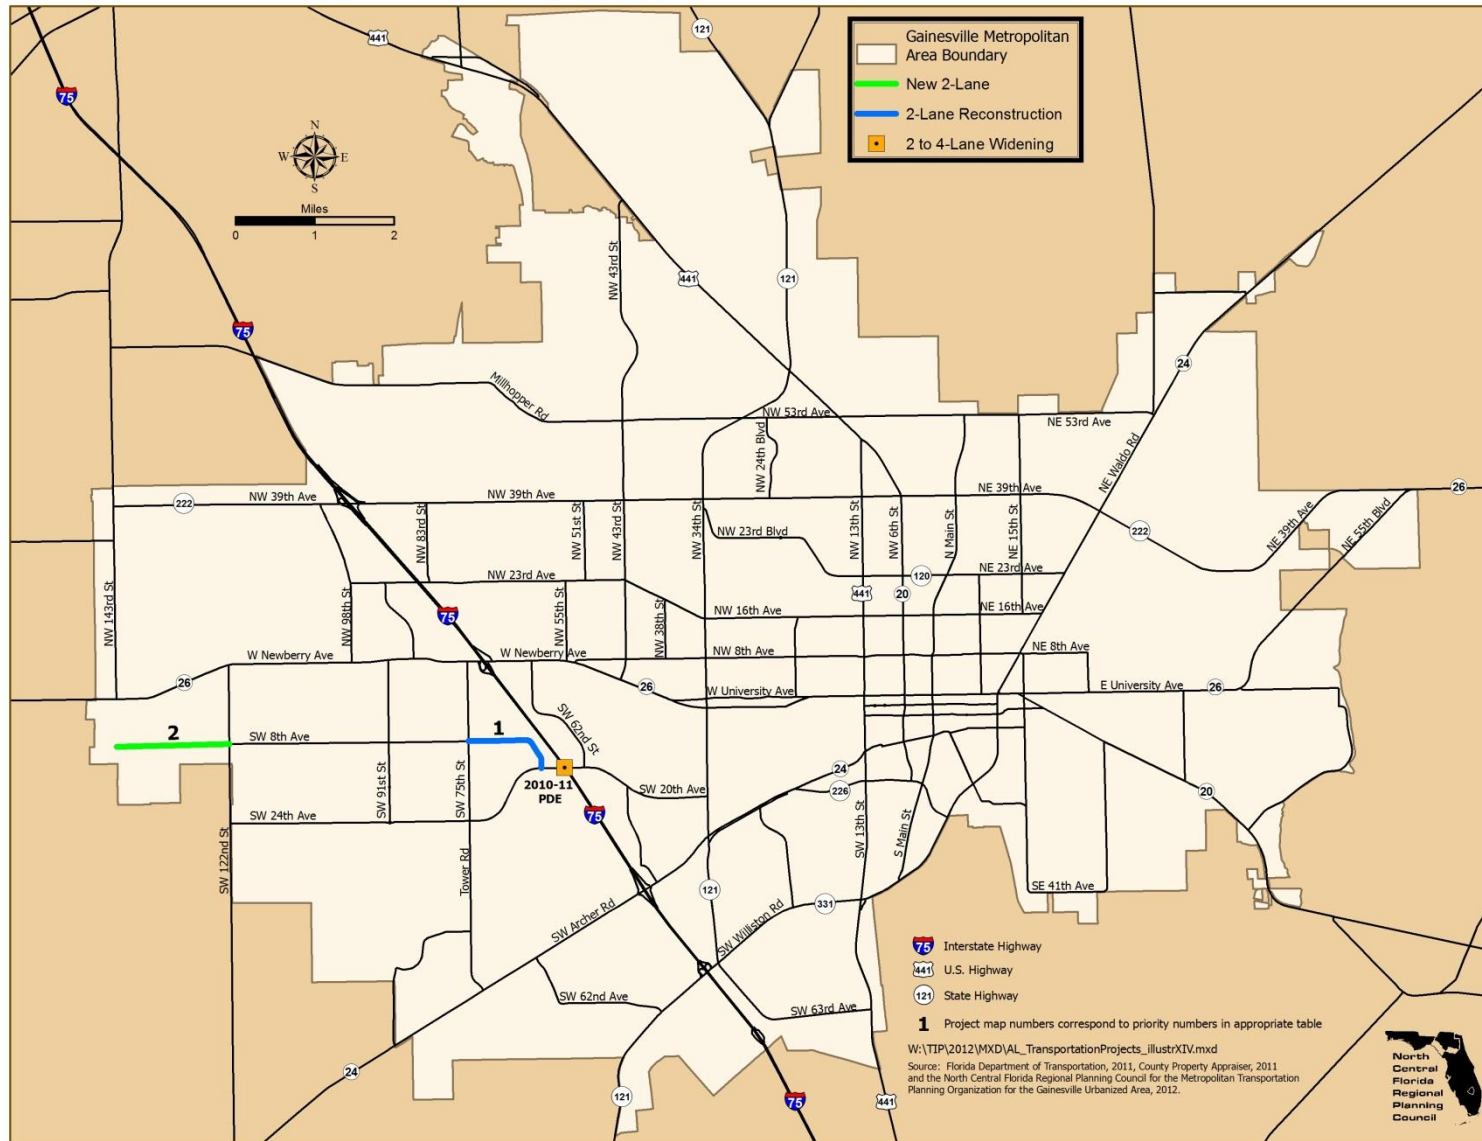 441
121
Gainesville Metropolitan
Area Boundary
New 2-Lane
2-Lane Reconstruction
2 to 4-Lane Widening
75
N
W
E
S
Miles
0
1
2
NW 43rd St
441
121
75
24
Millhopper Rd
NW 53rd Ave
NE 53rd Ave
NW 24th Blvd
NE Waldo Rd
222
NW 39th Ave
NW 39th Ave
NE 39th Ave
26
NW 83rd St
NW 51st St
NW 43rd St
NW 34th St
NW 23rd Blvd
NW 13th St
NW 6th St
N Main St
NE 15th St
222
NE 39th Ave
NE 55th Blvd
NW 23rd Ave
120
NE 23rd Ave
NW 143rd St
NW 98th St
75
NW 55th St
NW 38th St
441
20
NW 16th Ave
NE 16th Ave
W Newberry Ave
W Newberry Ave
NW 8th Ave
NE 8th Ave
26
26
W University Ave
E University Ave
26
2
SW 8th Ave
1
SW 62nd St
2010-11
PDE
SW 91st St
SW 75th St
SW 20th Ave
24
226
20
SW 24th Ave
75
SW 122nd St
Tower Rd
SW 13th St
S Main St
121
SE 41th Ave
SW Archer Rd
SW Williston Rd
331
SW 62nd Ave
SW 63rd Ave
24
121
75
441
75
Interstate Highway
441
U.S. Highway
121
State Highway
1
Project map numbers correspond to priority numbers in appropriate table
W:\TIP\2012\MXD\AL_TransportationProjects_illustrXIV.mxd
Source: Florida Department of Transportation, 2011, County Property Appraiser, 2011
and the North Central Florida Regional Planning Council for the Metropolitan Transportation
Planning Organization for the Gainesville Urbanized Area, 2012.
North
Central
Florida
Regional
Planning
Council